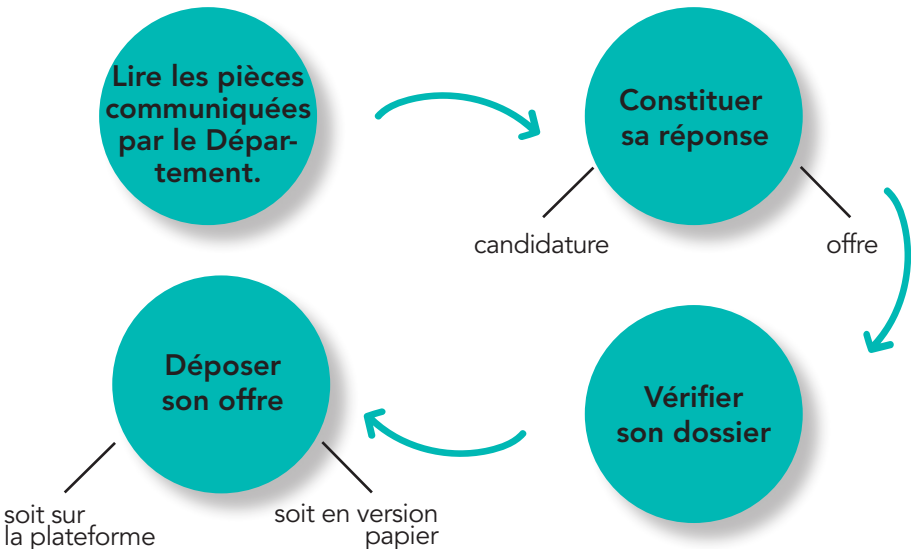 Lire les pièces
communiquées
par le Dépar-
tement.
Constituer
sa réponse
candidature
offre
Vérifier
son dossier
Déposer
son offre
soit sur
la plateforme
soit en version
papier